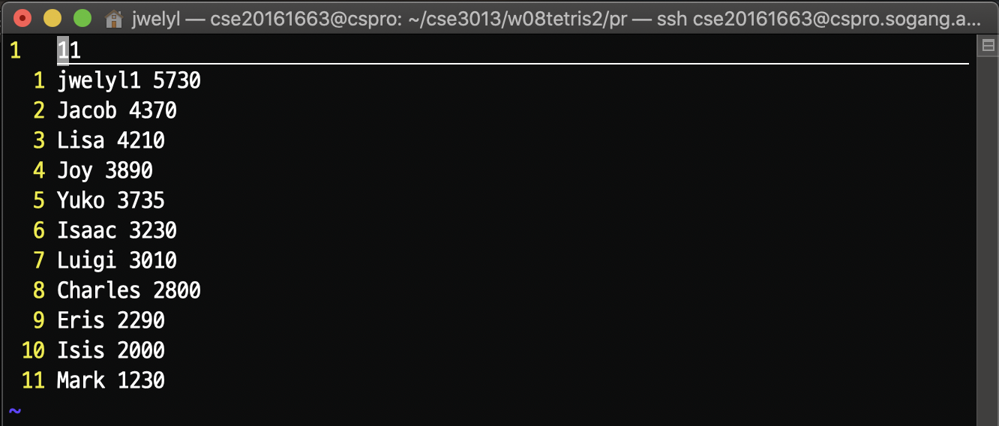 jwelyl — cse20161663@cspro: ~/cse3013/w08tetris2/pr — ssh cse20161663@cspro.sogang.a...
1 11
1 jwelyl1 5730
2 Jacob 4370
3 Lisa 4210
4 Joy 3890
5 Yuko 3735
6 Isaac 3230
7 Luigi 3010
8 Charles 2800
9 Eris 2290
10 Isis 2000
11 Mark 1230
~